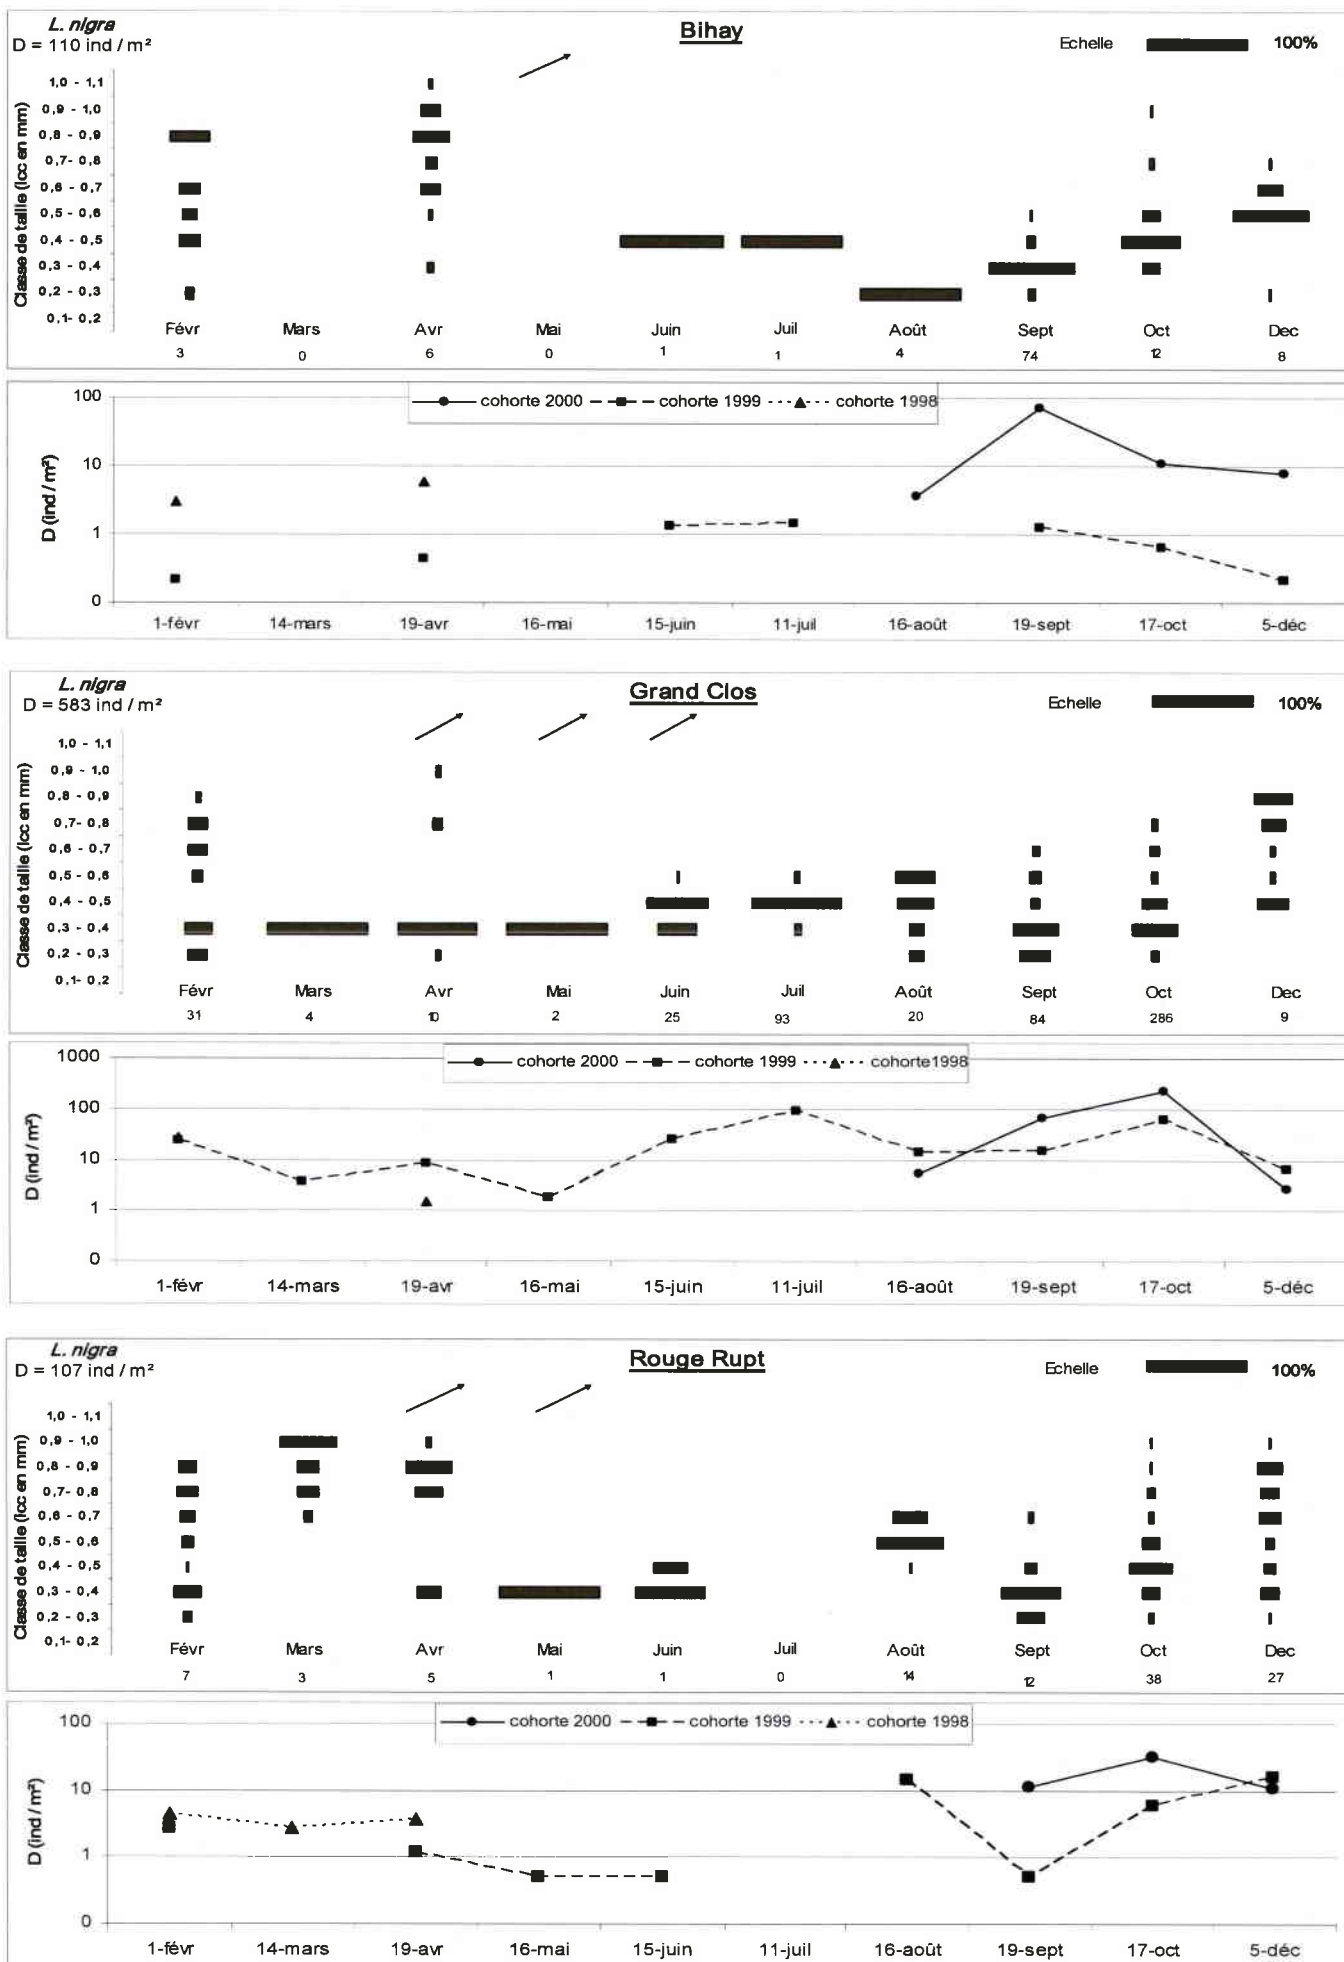 L. nigra
D = 110 ind / m²
Bihay
Echelle 100%
Classe de taille (lcc en mm)
1,0 - 1,1
0,9 - 1,0
0,8 - 0,9
0,7- 0,8
0,6 - 0,7
0,5 - 0,6
0,4 - 0,5
0,3 - 0,4
0,2 - 0,3
0,1- 0,2
Févr Mars Avr Mai Juin Juil Août Sept Oct Dec
3 0 6 0 1 1 4 74 12 8
cohorte 2000 cohorte 1999 cohorte 1998
D (ind / m²)
100
10
1
0
1-févr 14-mars 19-avr 16-mai 15-juin 11-juil 16-août 19-sept 17-oct 5-déc
L. nigra
D = 583 ind / m²
Grand Clos
Echelle 100%
Classe de taille (lcc en mm)
1,0 - 1,1
0,9 - 1,0
0,8 - 0,9
0,7- 0,8
0,6 - 0,7
0,5 - 0,6
0,4 - 0,5
0,3 - 0,4
0,2 - 0,3
0,1- 0,2
Févr Mars Avr Mai Juin Juil Août Sept Oct Dec
31 4 10 2 25 93 20 84 286 9
cohorte 2000 cohorte 1999 cohorte1998
D (ind / m²)
1000
100
10
1
0
1-févr 14-mars 19-avr 16-mai 15-juin 11-juil 16-août 19-sept 17-oct 5-déc
L. nigra
D = 107 ind / m²
Rouge Rupt
Echelle 100%
Classe de taille (lcc en mm)
1,0 - 1,1
0,9 - 1,0
0,8 - 0,9
0,7- 0,8
0,6 - 0,7
0,5 - 0,6
0,4 - 0,5
0,3 - 0,4
0,2 - 0,3
0,1- 0,2
Févr Mars Avr Mai Juin Juil Août Sept Oct Dec
7 3 5 1 1 0 14 12 38 27
cohorte 2000 cohorte 1999 cohorte 1998
D (ind / m²)
100
10
1
0
1-févr 14-mars 19-avr 16-mai 15-juin 11-juil 16-août 19-sept 17-oct 5-déc